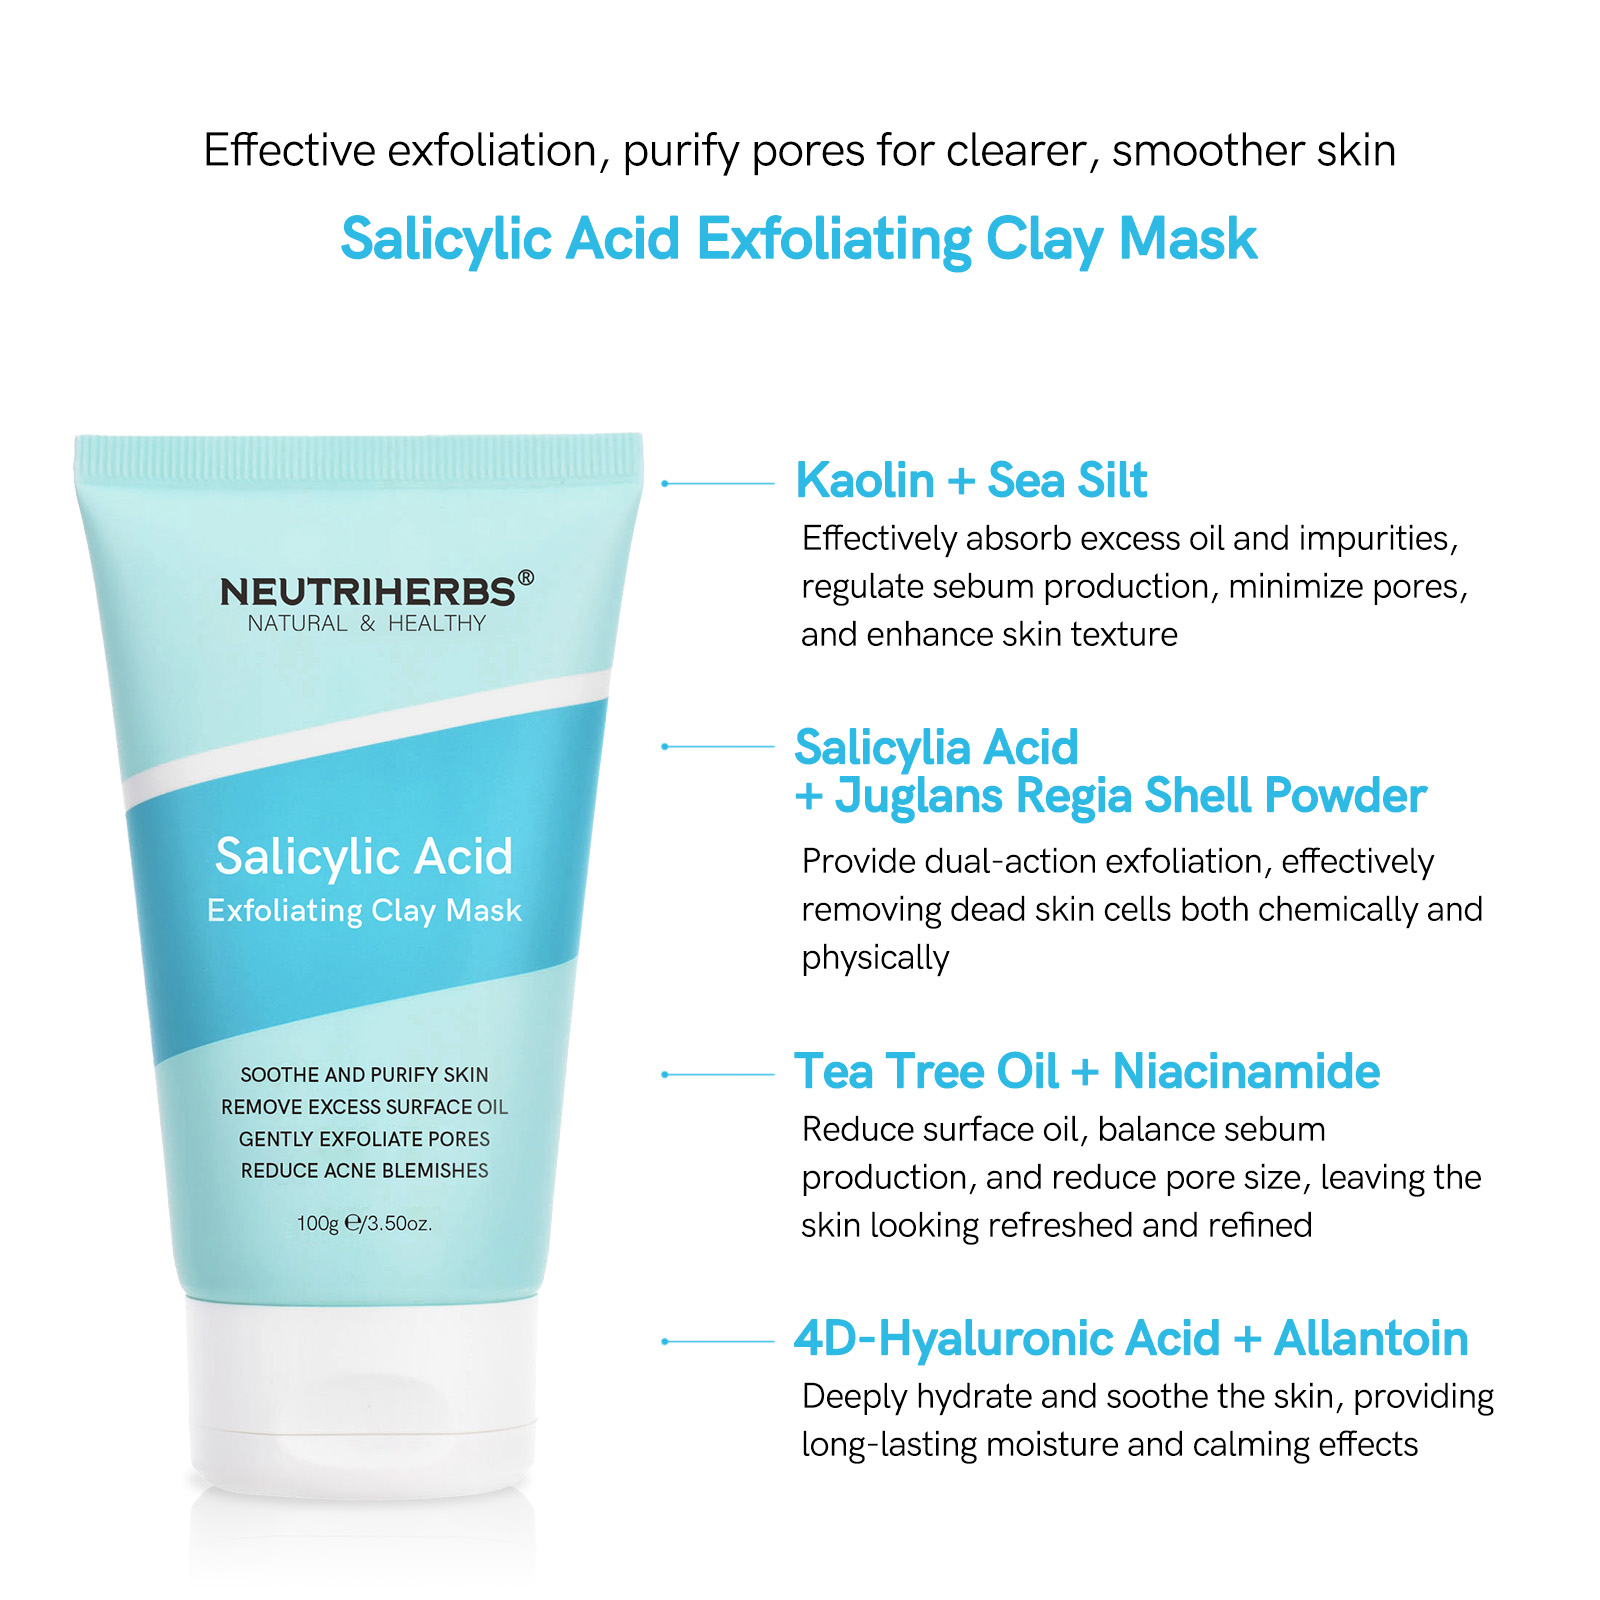 Effective exfoliation, purify pores for clearer, smoother skin
Salicylic Acid Exfoliating Clay Mask
NEUTRIHERBS®
NATURAL & HEALTHY
Salicylic Acid
Exfoliating Clay Mask
SOOTHE AND PURIFY SKIN
REMOVE EXCESS SURFACE OIL
GENTLY EXFOLIATE PORES
REDUCE ACNE BLEMISHES
100g ℮/3.50oz.
Kaolin + Sea Silt
Effectively absorb excess oil and impurities,
regulate sebum production, minimize pores,
and enhance skin texture
Salicylia Acid
+ Juglans Regia Shell Powder
Provide dual-action exfoliation, effectively
removing dead skin cells both chemically and
physically
Tea Tree Oil + Niacinamide
Reduce surface oil, balance sebum
production, and reduce pore size, leaving the
skin looking refreshed and refined
4D-Hyaluronic Acid + Allantoin
Deeply hydrate and soothe the skin, providing
long-lasting moisture and calming effects